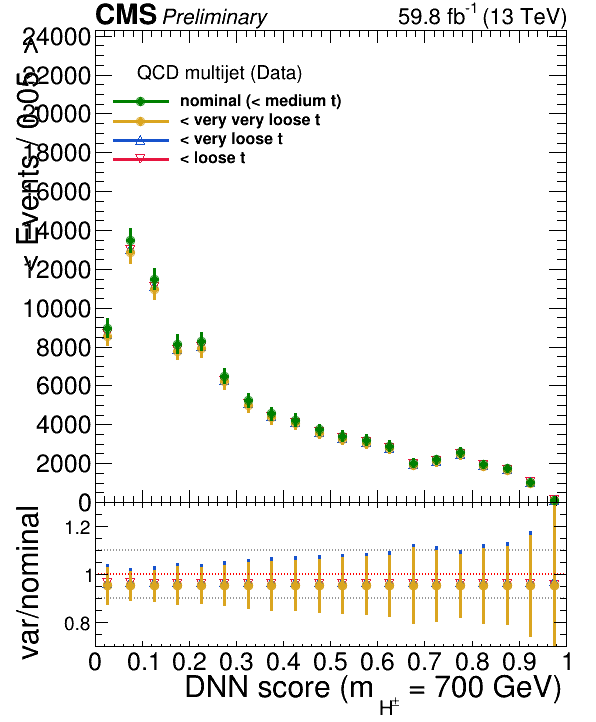 CMS Preliminary 59.8 fb⁻¹ (13 TeV)
< Events / 0.05 >
24000
22000
20000
18000
16000
14000
12000
10000
8000
6000
4000
2000
0
QCD multijet (Data)
nominal (< medium t)
< very very loose t
< very loose t
< loose t
var/nominal
1.2
1
0.8
0 0.1 0.2 0.3 0.4 0.5 0.6 0.7 0.8 0.9 1
DNN score (m_H± = 700 GeV)